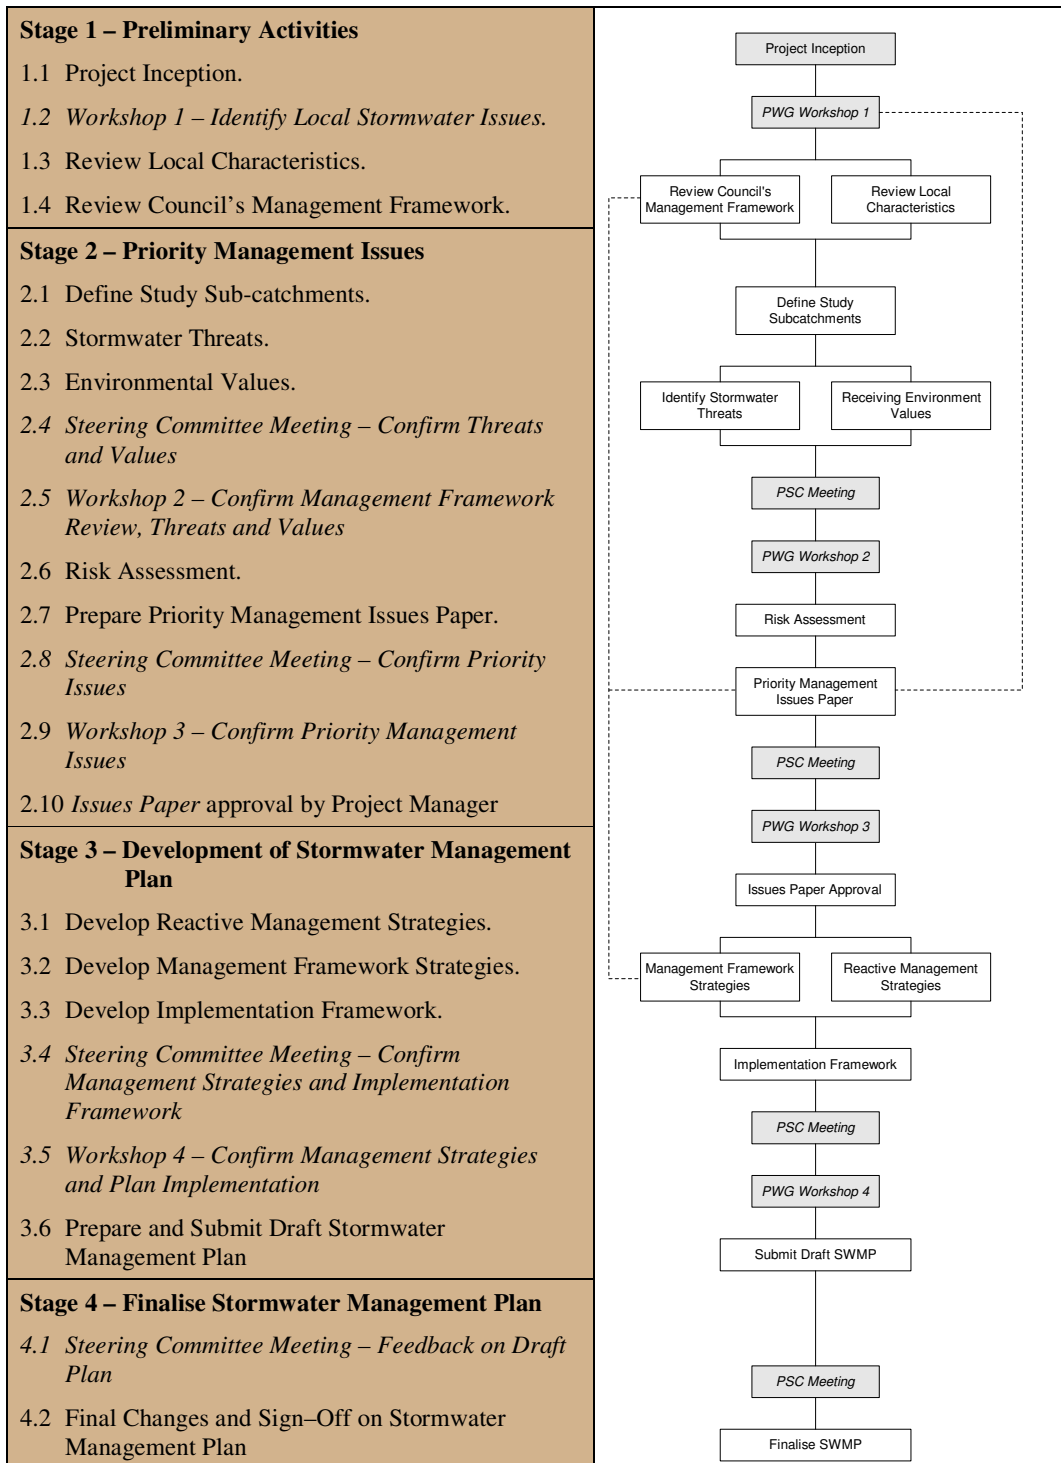 Stage 1 – Preliminary Activities
1.1 Project Inception.
1.2 Workshop 1 – Identify Local Stormwater Issues.
1.3 Review Local Characteristics.
1.4 Review Council’s Management Framework.
Stage 2 – Priority Management Issues
2.1 Define Study Sub-catchments.
2.2 Stormwater Threats.
2.3 Environmental Values.
2.4 Steering Committee Meeting – Confirm Threats
and Values
2.5 Workshop 2 – Confirm Management Framework
Review, Threats and Values
2.6 Risk Assessment.
2.7 Prepare Priority Management Issues Paper.
2.8 Steering Committee Meeting – Confirm Priority
Issues
2.9 Workshop 3 – Confirm Priority Management
Issues
2.10 Issues Paper approval by Project Manager
Stage 3 – Development of Stormwater Management
Plan
3.1 Develop Reactive Management Strategies.
3.2 Develop Management Framework Strategies.
3.3 Develop Implementation Framework.
3.4 Steering Committee Meeting – Confirm
Management Strategies and Implementation
Framework
3.5 Workshop 4 – Confirm Management Strategies
and Plan Implementation
3.6 Prepare and Submit Draft Stormwater
Management Plan
Stage 4 – Finalise Stormwater Management Plan
4.1 Steering Committee Meeting – Feedback on Draft
Plan
4.2 Final Changes and Sign–Off on Stormwater
Management Plan
Project Inception
PWG Workshop 1
Review Council's
Management Framework
Review Local
Characteristics
Define Study
Subcatchments
Identify Stormwater
Threats
Receiving Environment
Values
PSC Meeting
PWG Workshop 2
Risk Assessment
Priority Management
Issues Paper
PSC Meeting
PWG Workshop 3
Issues Paper Approval
Management Framework
Strategies
Reactive Management
Strategies
Implementation Framework
PSC Meeting
PWG Workshop 4
Submit Draft SWMP
PSC Meeting
Finalise SWMP